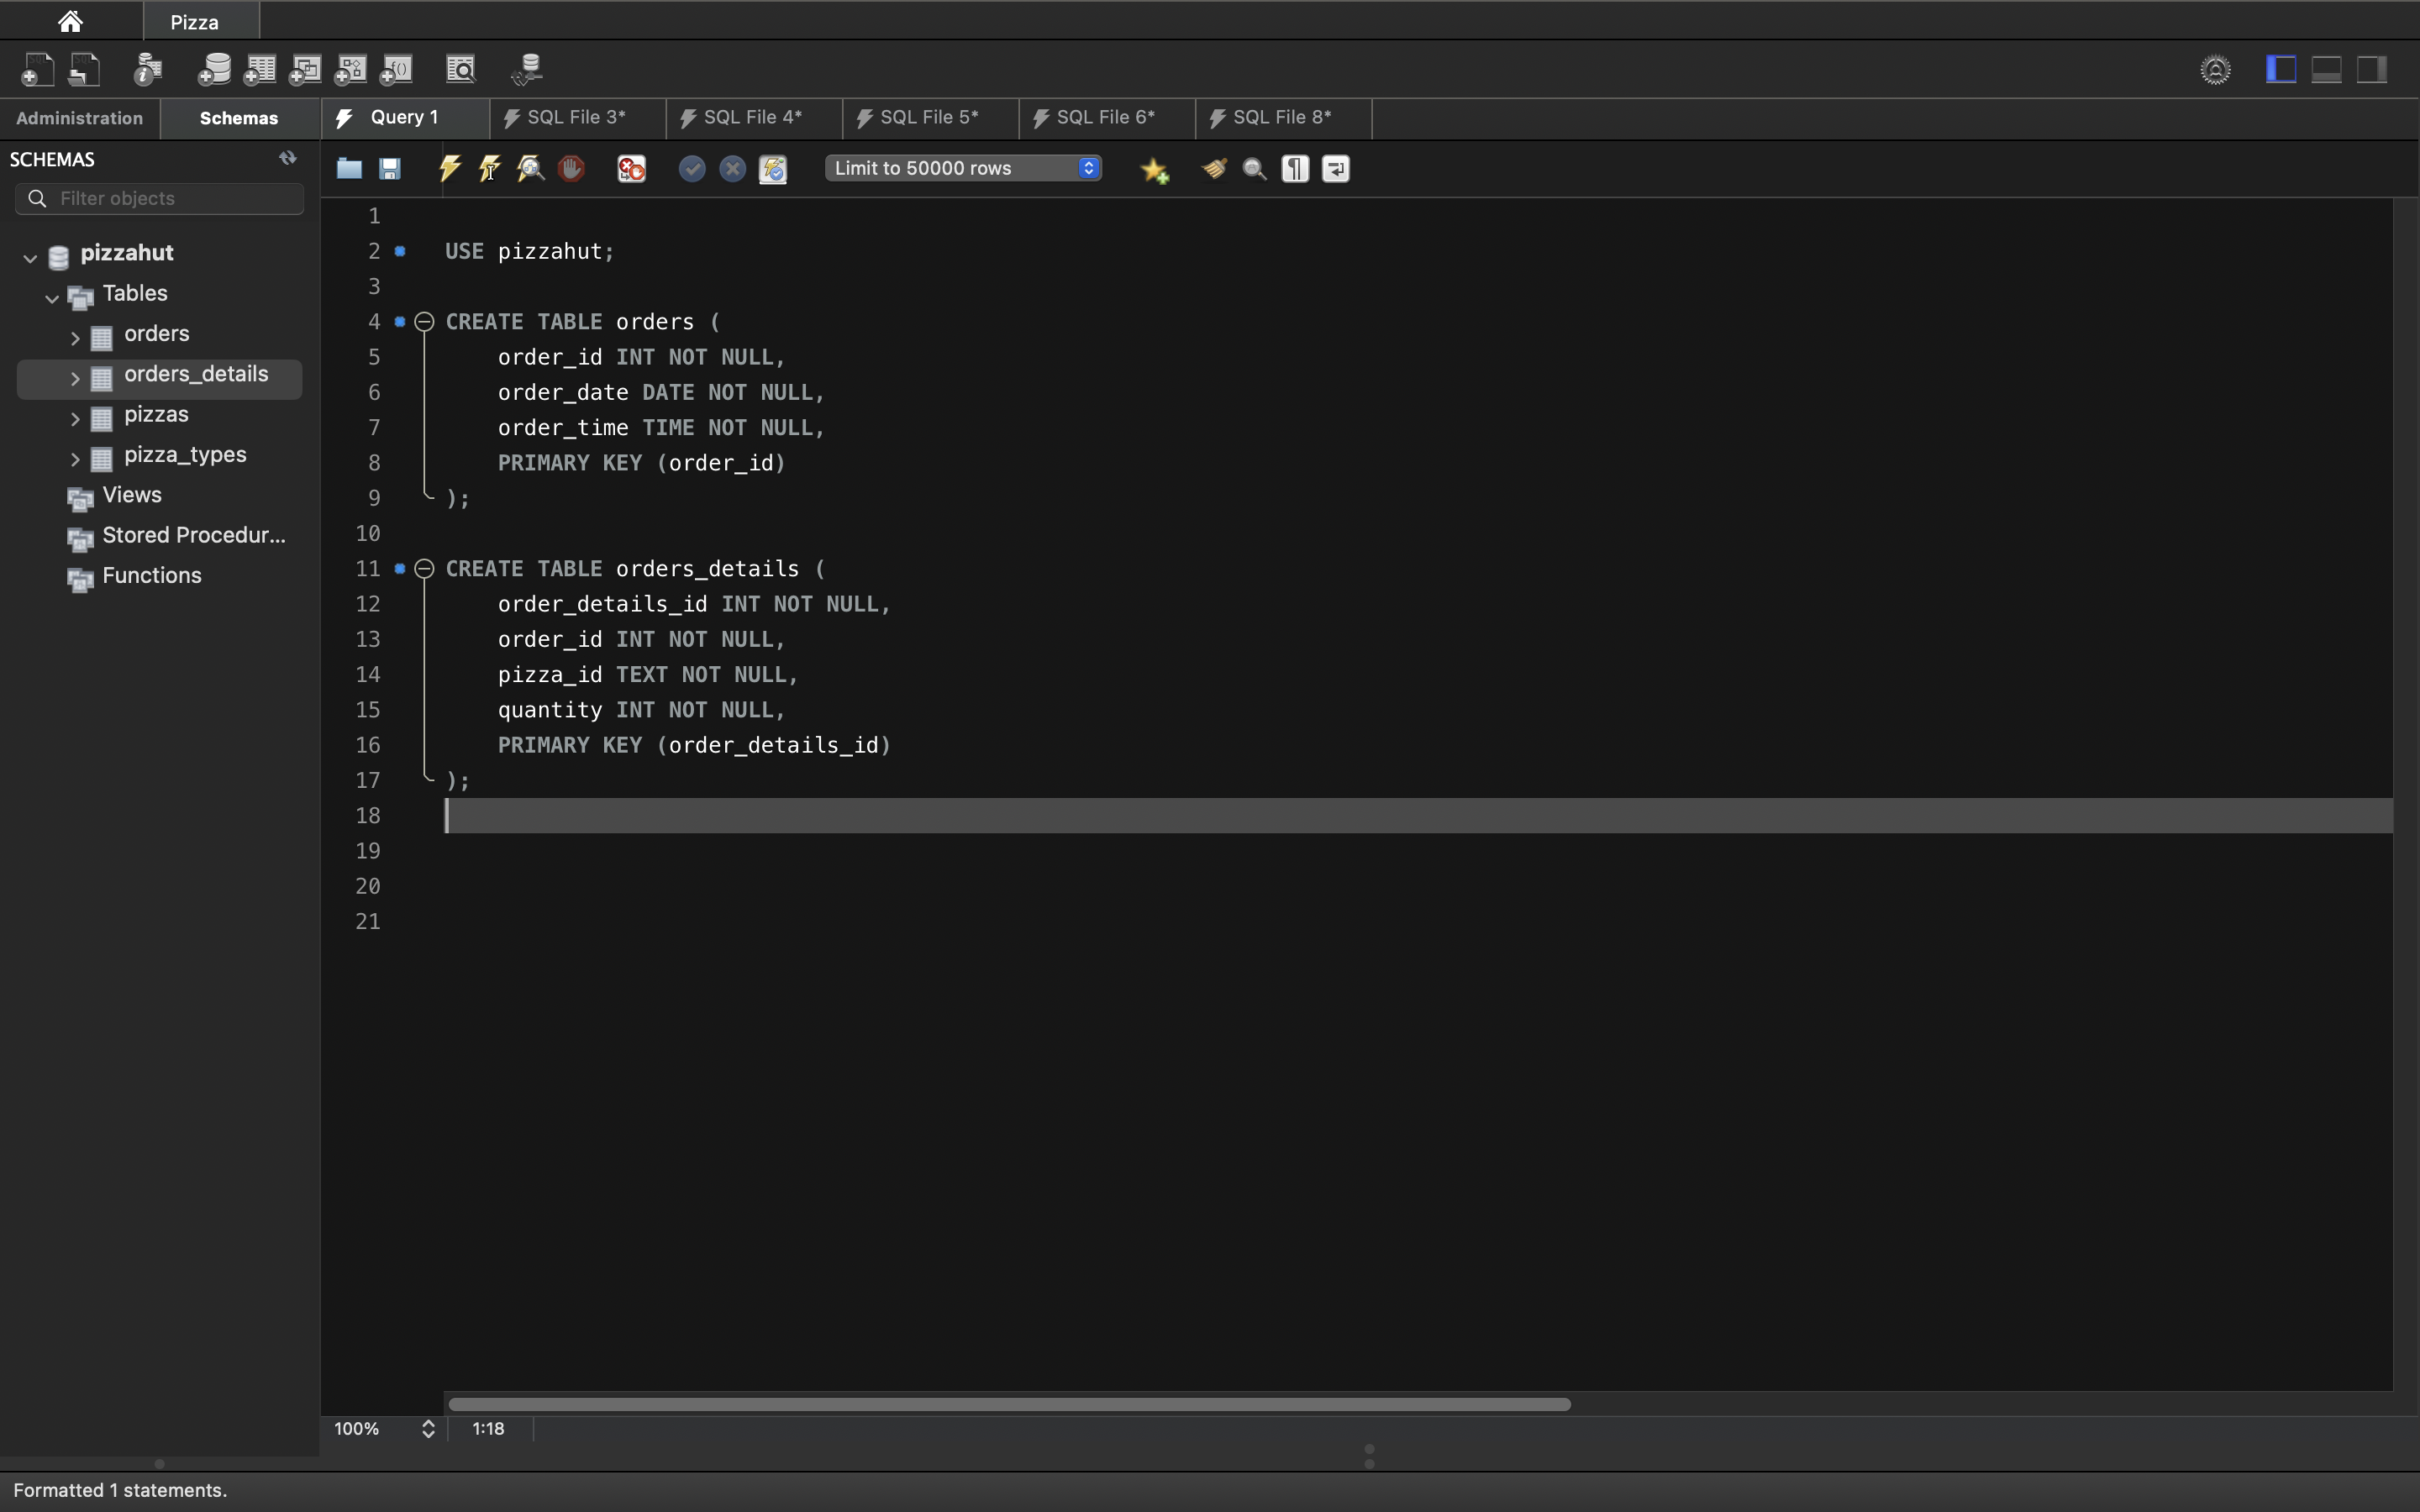 Pizza
Administration
Schemas
Query 1
SQL File 3*
SQL File 4*
SQL File 5*
SQL File 6*
SQL File 8*
SCHEMAS
Limit to 50000 rows
Filter objects
pizzahut
Tables
orders
orders_details
pizzas
pizza_types
Views
Stored Procedur...
Functions
1
2 USE pizzahut;
3
4 CREATE TABLE orders (
5 order_id INT NOT NULL,
6 order_date DATE NOT NULL,
7 order_time TIME NOT NULL,
8 PRIMARY KEY (order_id)
9 );
10
11 CREATE TABLE orders_details (
12 order_details_id INT NOT NULL,
13 order_id INT NOT NULL,
14 pizza_id TEXT NOT NULL,
15 quantity INT NOT NULL,
16 PRIMARY KEY (order_details_id)
17 );
18
19
20
21
100%
1:18
Formatted 1 statements.